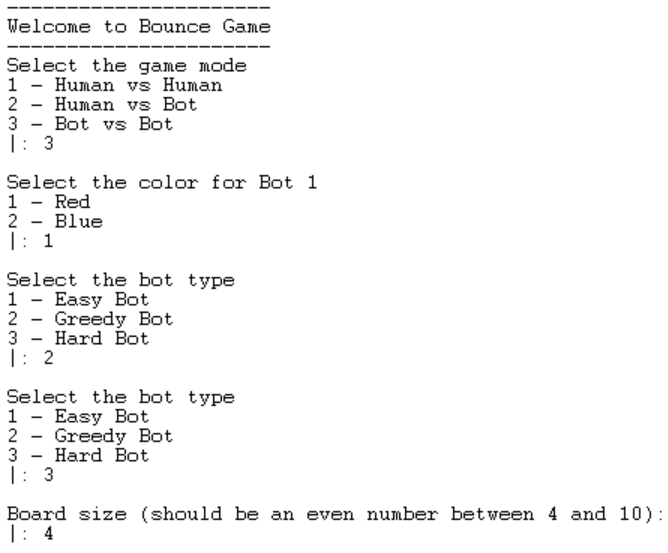 ----------------------
Welcome to Bounce Game
----------------------
Select the game mode
1 - Human vs Human
2 - Human vs Bot
3 - Bot vs Bot
|: 3
Select the color for Bot 1
1 - Red
2 - Blue
|: 1
Select the bot type
1 - Easy Bot
2 - Greedy Bot
3 - Hard Bot
|: 2
Select the bot type
1 - Easy Bot
2 - Greedy Bot
3 - Hard Bot
|: 3
Board size (should be an even number between 4 and 10):
|: 4